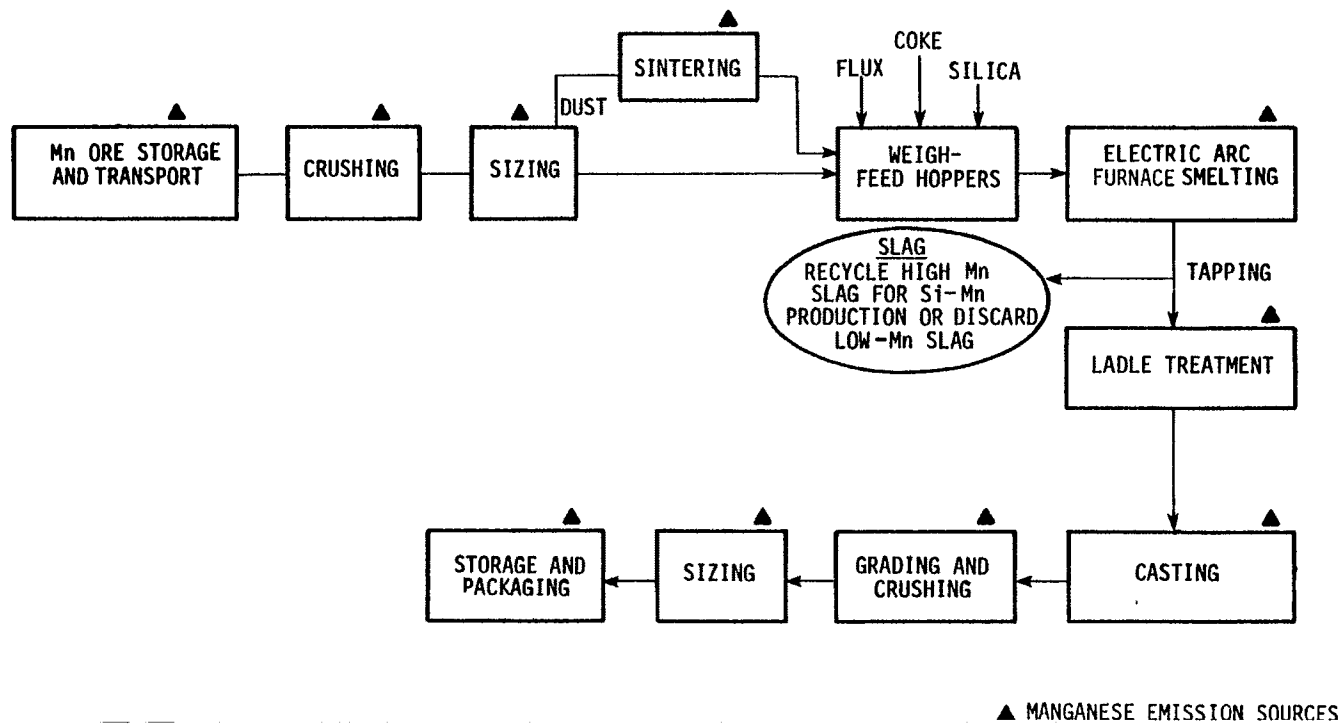 SINTERING
DUST
COKE
FLUX
SILICA
Mn ORE STORAGE
AND TRANSPORT
CRUSHING
SIZING
WEIGH-
FEED HOPPERS
ELECTRIC ARC
FURNACE SMELTING
SLAG
RECYCLE HIGH Mn
SLAG FOR Si-Mn
PRODUCTION OR DISCARD
LOW-Mn SLAG
TAPPING
LADLE TREATMENT
STORAGE AND
PACKAGING
SIZING
GRADING AND
CRUSHING
CASTING
▲ MANGANESE EMISSION SOURCES